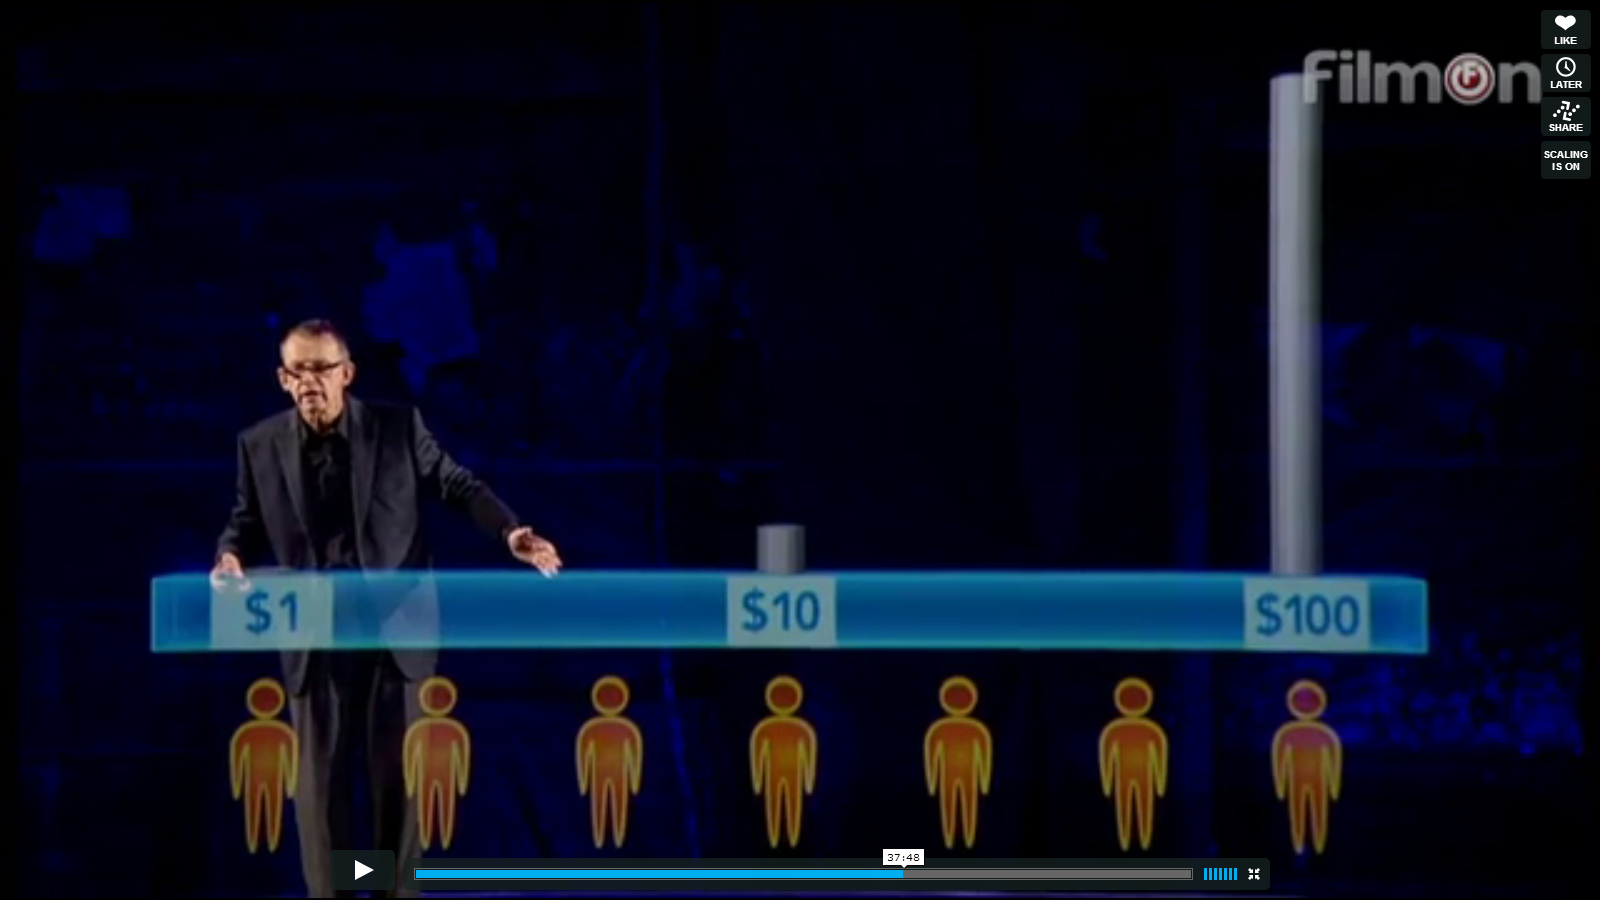 filmon
LIKE
LATER
SHARE
SCALING
IS ON
$1
$10
$100
37:48